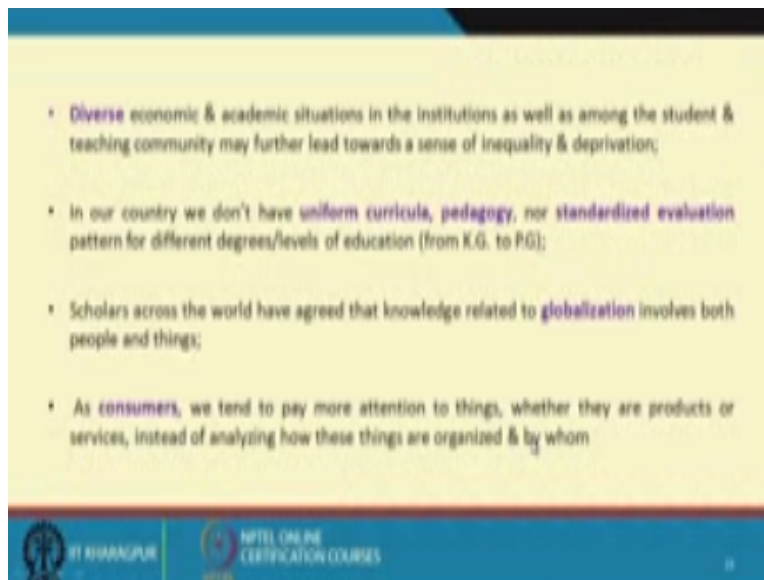 • Diverse economic & academic situations in the institutions as well as among the student &
teaching community may further lead towards a sense of inequality & deprivation;
• In our country we don't have uniform curricula, pedagogy, nor standardized evaluation
pattern for different degrees/levels of education (from K.G. to P.G);
• Scholars across the world have agreed that knowledge related to globalization involves both
people and things;
• As consumers, we tend to pay more attention to things, whether they are products or
services, instead of analyzing how these things are organized & by whom
IIT KHARAGPUR
NPTEL ONLINE
CERTIFICATION COURSES